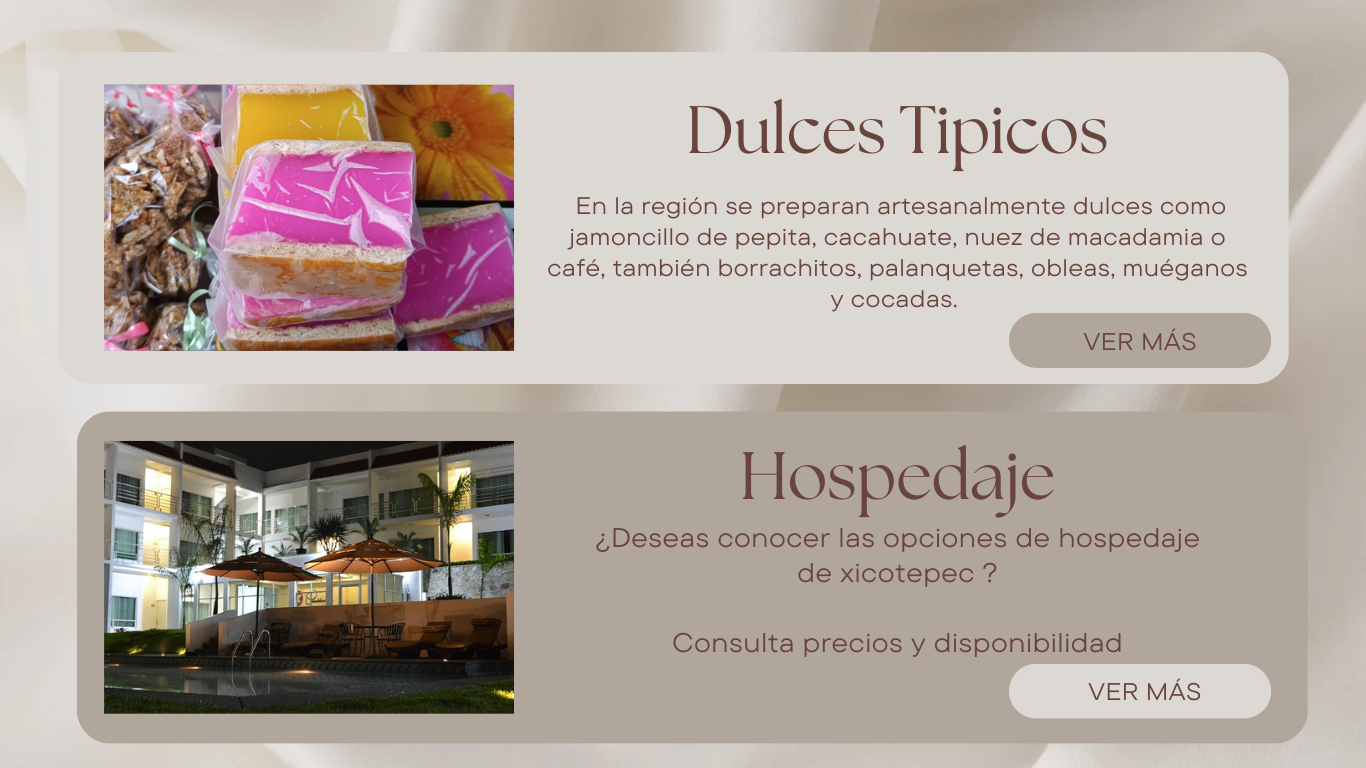 Dulces Tipicos
En la región se preparan artesanalmente dulces como
jamoncillo de pepita, cacahuate, nuez de macadamia o
café, también borrachitos, palanquetas, obleas, muéganos
y cocadas.
VER MÁS
Hospedaje
¿Deseas conocer las opciones de hospedaje
de xicotepec ?
Consulta precios y disponibilidad
VER MÁS